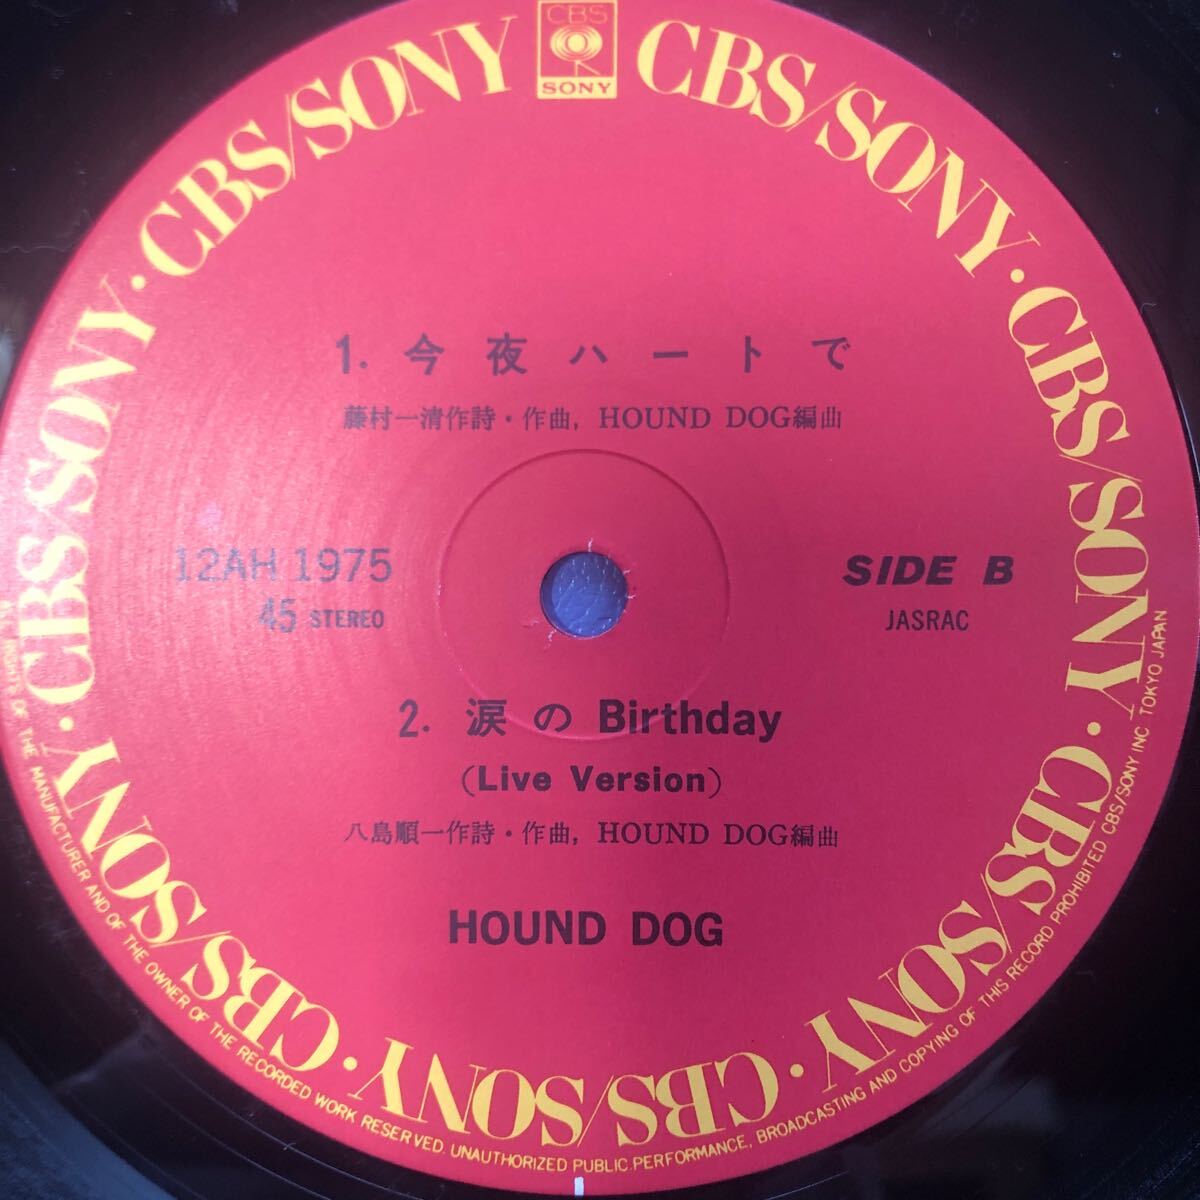 CBS
SONY
CBS/SONY · CBS/SONY · CBS/SONY · CBS/SONY · CBS/SONY · CBS/SONY · CBS/SONY · CBS/SONY · CBS/SONY · CBS/SONY
1. 今夜ハートで
藤村一清作詩・作曲, HOUND DOG編曲
12AH 1975
45 STEREO
SIDE B
JASRAC
2. 涙の Birthday
(Live Version)
八島順一作詩・作曲, HOUND DOG編曲
HOUND DOG
ALL RIGHTS OF THE MANUFACTURER AND OF THE OWNER OF THE RECORDED WORK RESERVED. UNAUTHORIZED PUBLIC PERFORMANCE, BROADCASTING AND COPYING OF THIS RECORD PROHIBITED CBS/SONY INC. TOKYO JAPAN